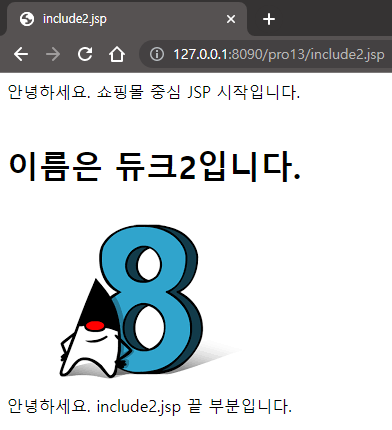 include2.jsp
127.0.0.1:8090/pro13/include2.jsp
안녕하세요. 쇼핑몰 중심 JSP 시작입니다.
이름은 듀크2입니다.
8
안녕하세요. include2.jsp 끝 부분입니다.